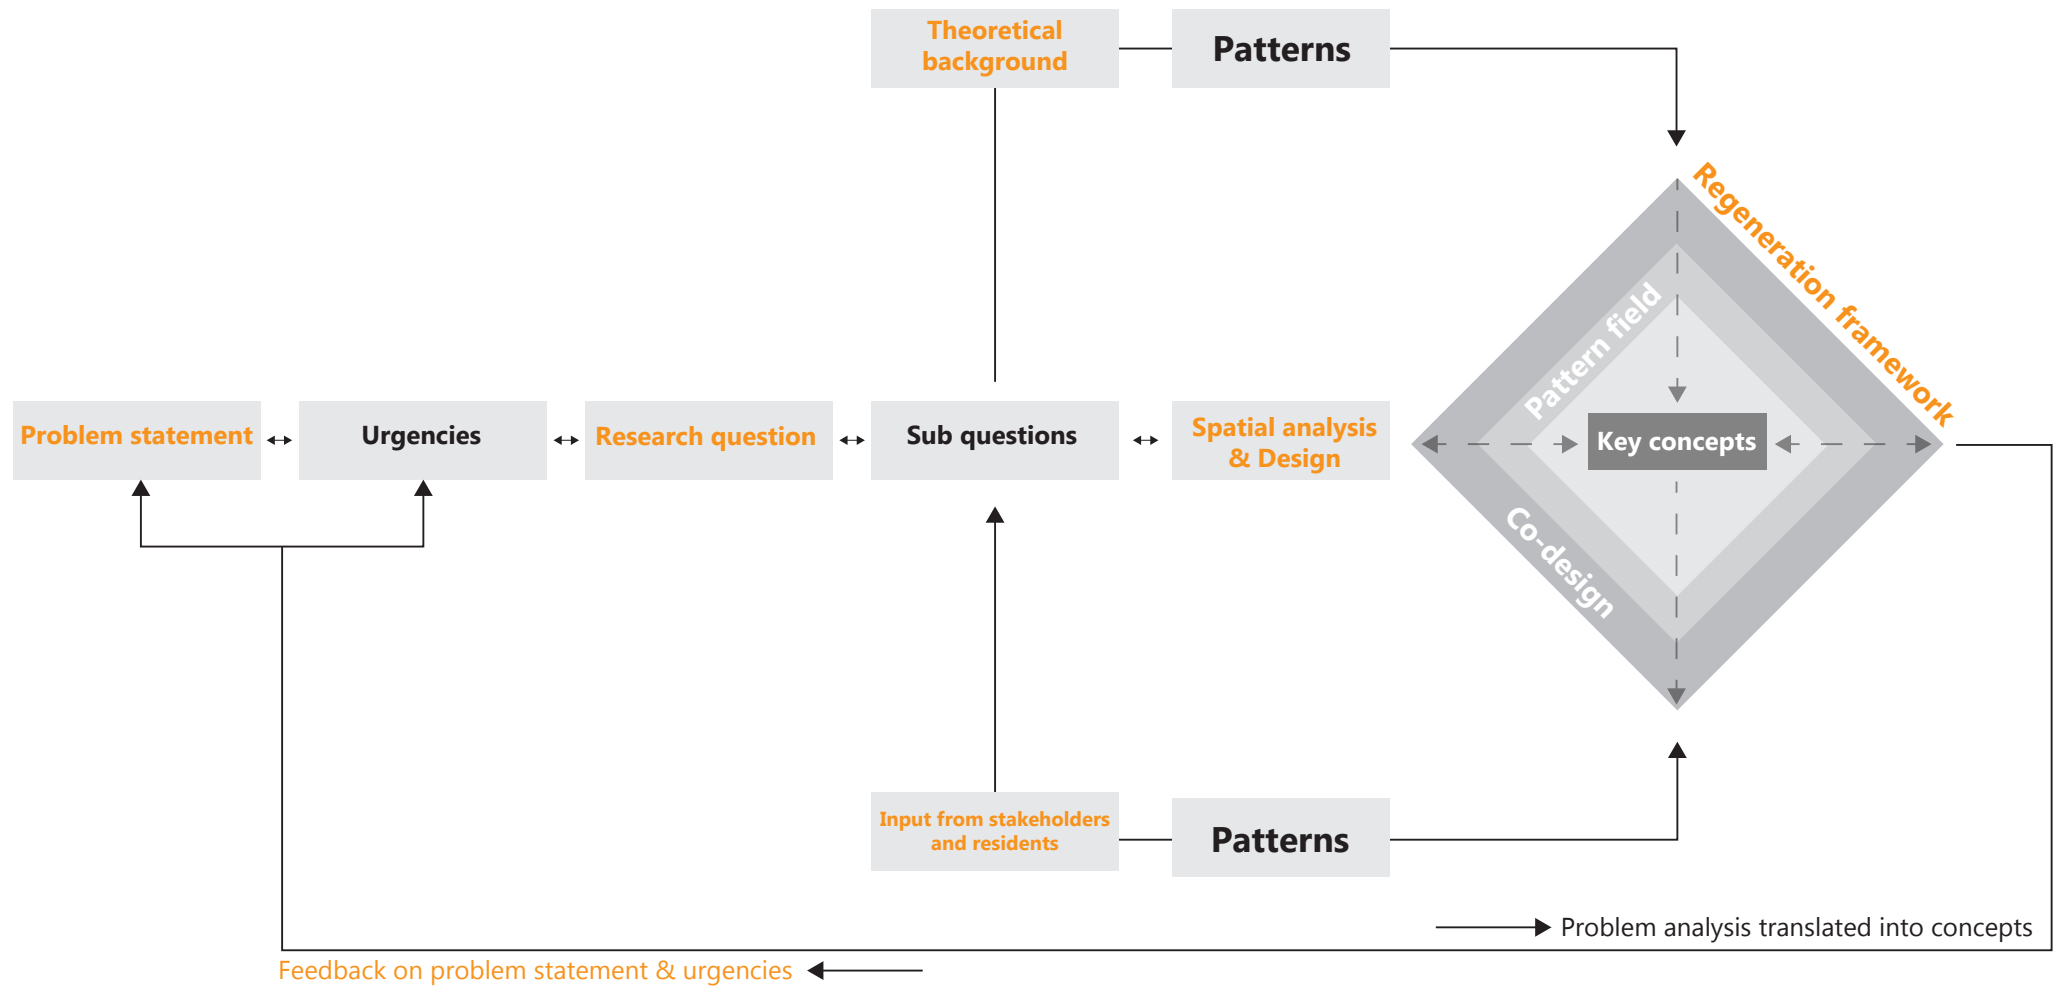 Theoretical
background
Patterns
Regeneration framework
Pattern field
Problem statement
Urgencies
Research question
Sub questions
Spatial analysis
& Design
Key concepts
Co-design
Input from stakeholders
and residents
Patterns
Problem analysis translated into concepts
Feedback on problem statement & urgencies